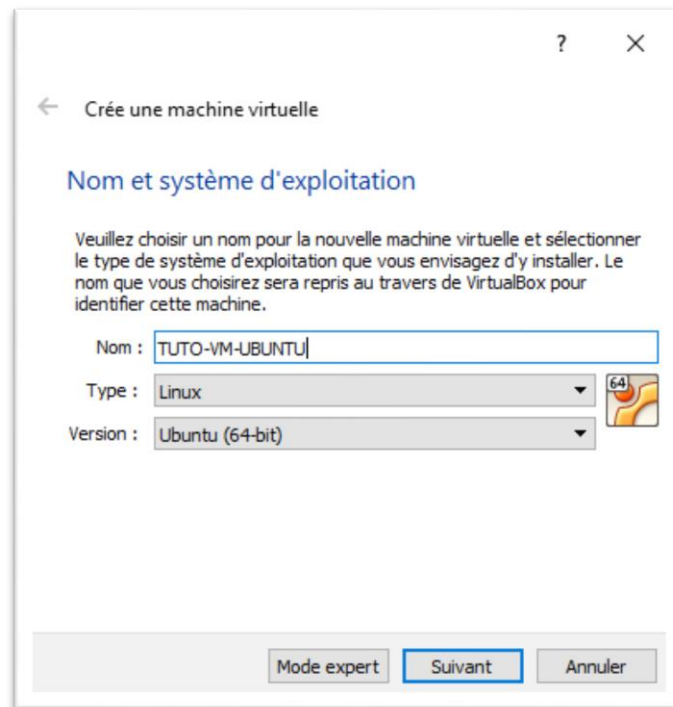 ?
Crée une machine virtuelle
Nom et système d'exploitation
Veuillez choisir un nom pour la nouvelle machine virtuelle et sélectionner
le type de système d'exploitation que vous envisagez d'y installer. Le
nom que vous choisirez sera repris au travers de VirtualBox pour
identifier cette machine.
Nom : TUTO-VM-UBUNTU
Type : Linux
64
Version : Ubuntu (64-bit)
Mode expert Suivant Annuler